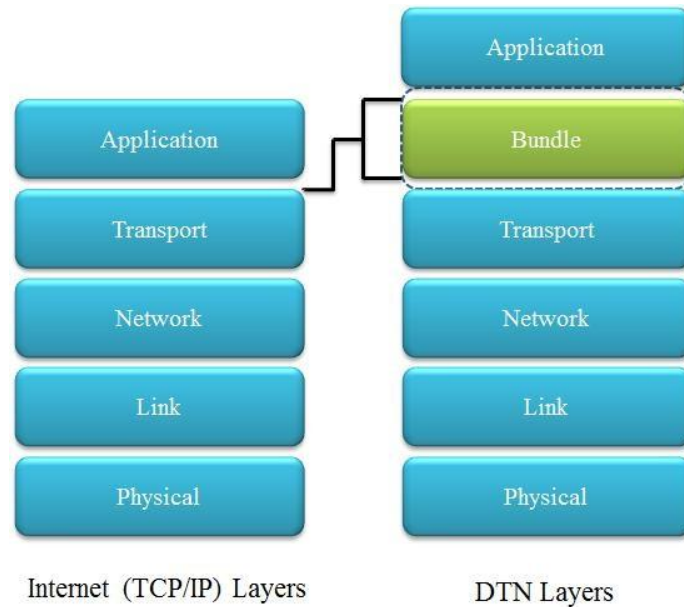 Application
Transport
Network
Link
Physical
Internet (TCP/IP) Layers
Application
Bundle
Transport
Network
Link
Physical
DTN Layers